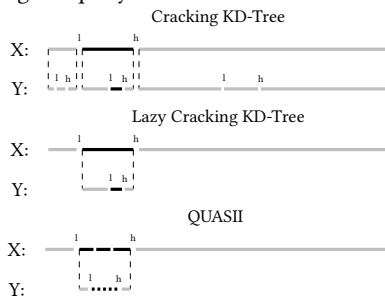 Cracking KD-Tree
l h
X:
l h l h l h
Y:
Lazy Cracking KD-Tree
l h
X:
l h
Y:
QUASII
l h
X:
l h
Y: